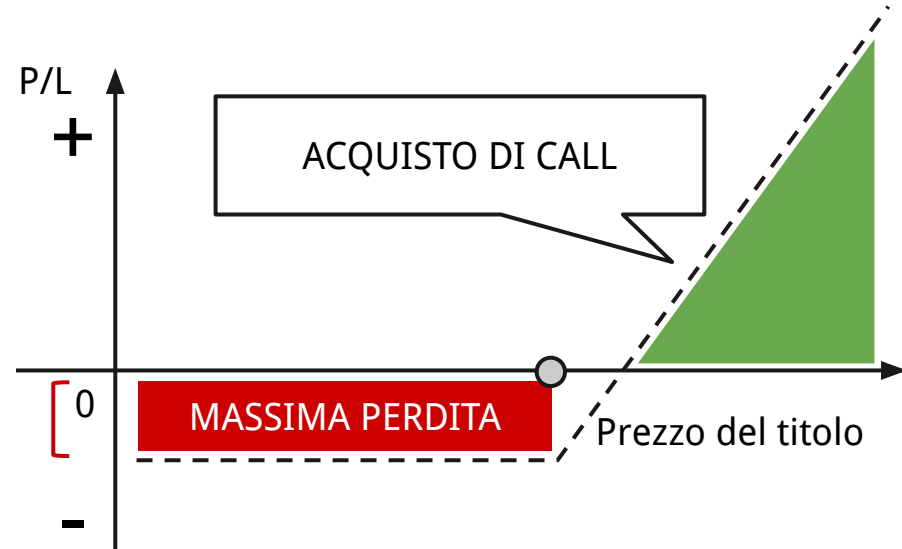 P/L
+
ACQUISTO DI CALL
0
MASSIMA PERDITA
Prezzo del titolo
-